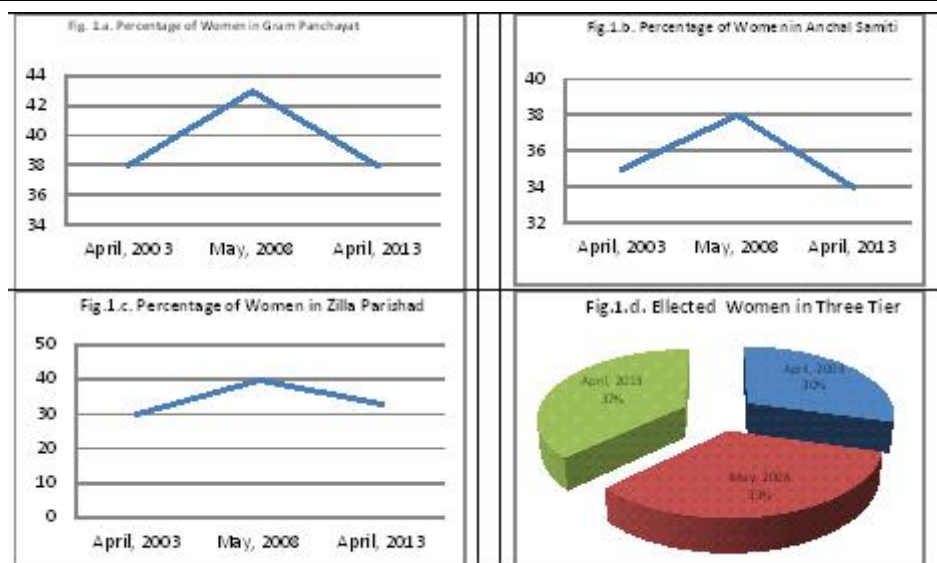 Fig. 1.a. Percentage of Women in Gram Panchayat
44
42
40
38
36
34
April, 2003 May, 2008 April, 2013
Fig.1.b. Percentage of Women in Anchal Samiti
40
38
36
34
32
April, 2003 May, 2008 April, 2013
Fig.1.c. Percentage of Women in Zilla Parishad
50
40
30
20
10
0
April, 2003 May, 2008 April, 2013
Fig.1.d. Ellected Women in Three Tier
April, 2003
30%
April, 2013
May, 2008
33%